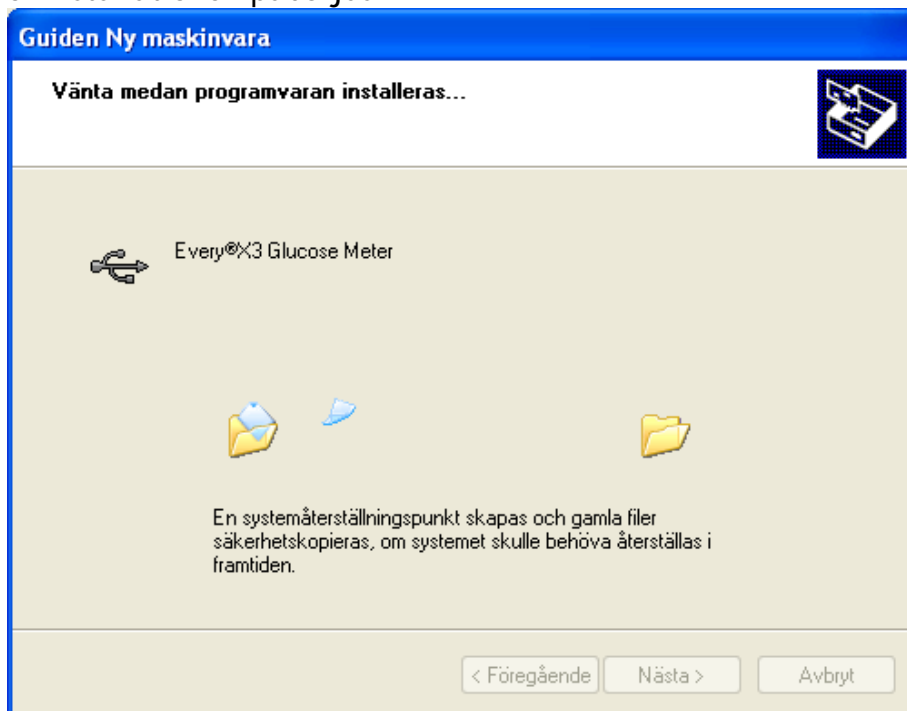 Guiden Ny maskinvara
Vänta medan programvaran installeras...
Every®X3 Glucose Meter
En systemåterställningspunkt skapas och gamla filer
säkerhetskopieras, om systemet skulle behöva återställas i
framtiden.
< Föregående
Nästa >
Avbryt